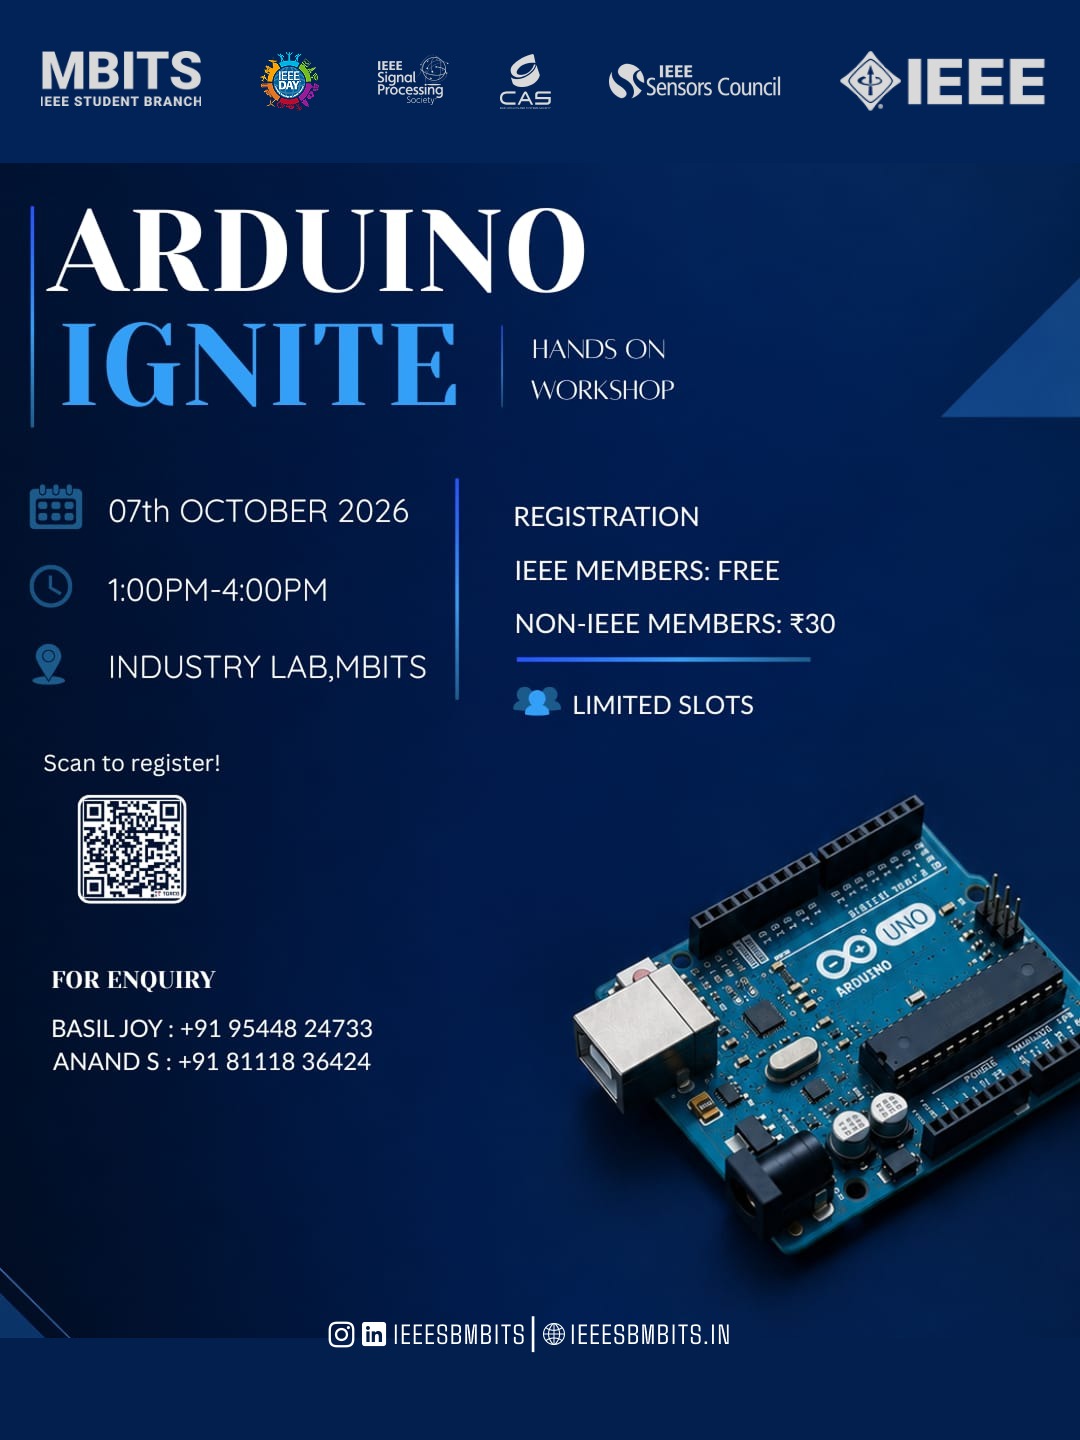 MBITS
IEEE STUDENT BRANCH
IEEE
DAY
IEEE
Signal
Processing
Society
CAS
IEEE
Sensors Council
IEEE
ARDUINO
IGNITE
HANDS ON
WORKSHOP
07th OCTOBER 2026
1:00PM-4:00PM
INDUSTRY LAB,MBITS
REGISTRATION
IEEE MEMBERS: FREE
NON-IEEE MEMBERS: ₹30
LIMITED SLOTS
Scan to register!
FOR ENQUIRY
BASIL JOY : +91 95448 24733
ANAND S : +91 81118 36424
UNO
ARDUINO
IEEESBMBITS
IEEESBMBITS.IN